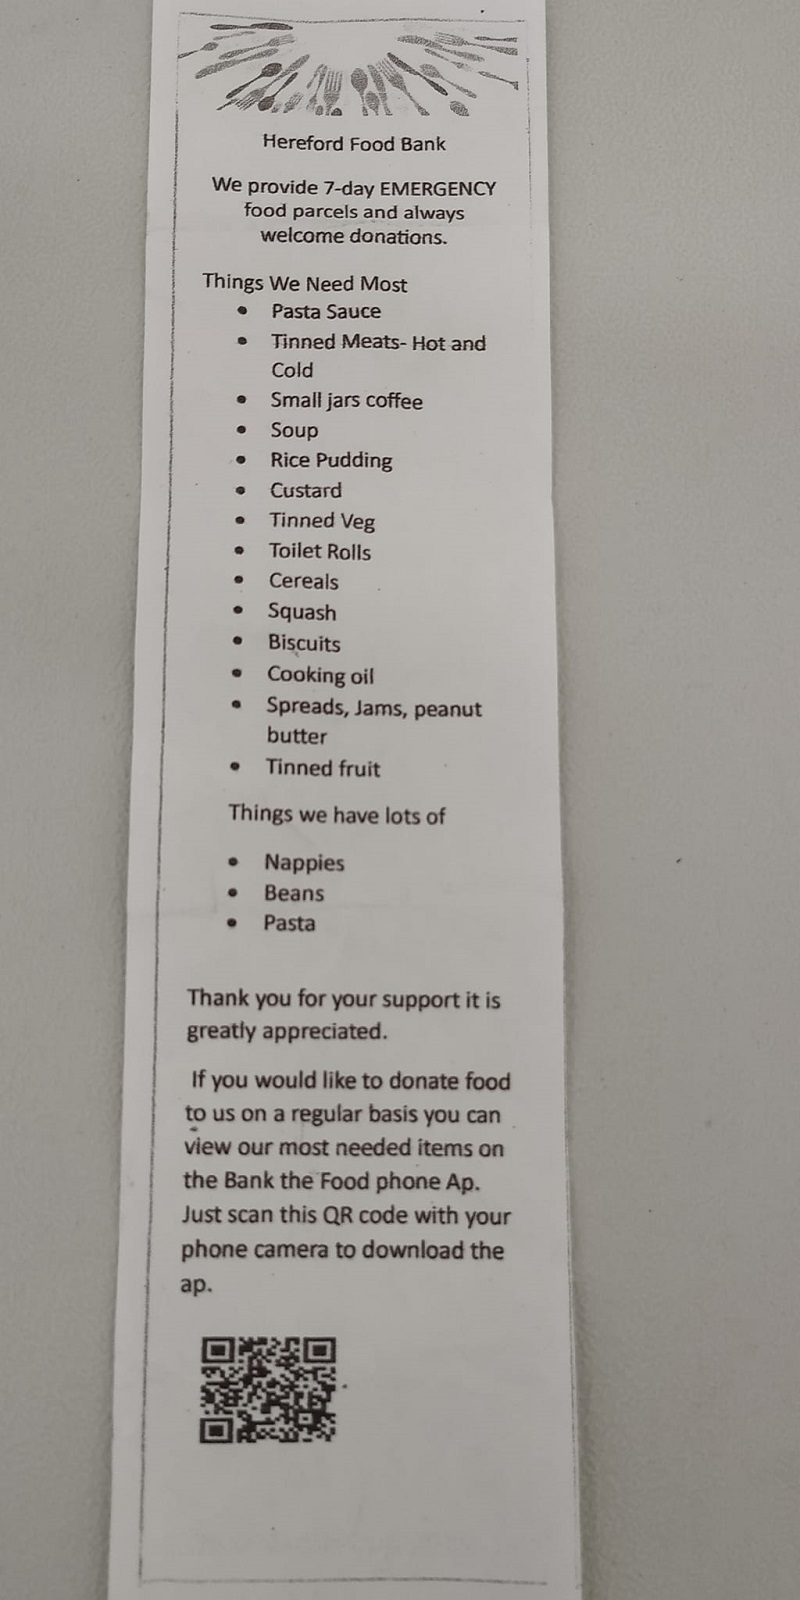 Hereford Food Bank
We provide 7-day EMERGENCY
food parcels and always
welcome donations.
Things We Need Most
• Pasta Sauce
• Tinned Meats- Hot and
Cold
• Small jars coffee
• Soup
• Rice Pudding
• Custard
• Tinned Veg
• Toilet Rolls
• Cereals
• Squash
• Biscuits
• Cooking oil
• Spreads, Jams, peanut
butter
• Tinned fruit
Things we have lots of
• Nappies
• Beans
• Pasta
Thank you for your support it is
greatly appreciated.
If you would like to donate food
to us on a regular basis you can
view our most needed items on
the Bank the Food phone Ap.
Just scan this QR code with your
phone camera to download the
ap.